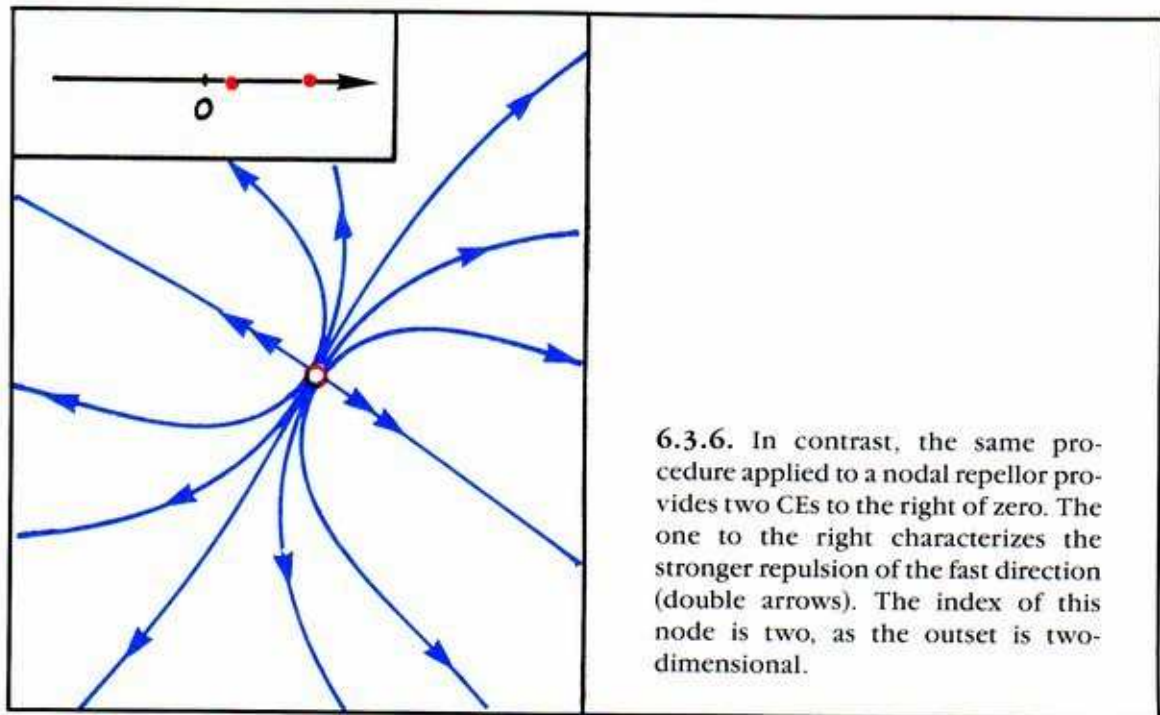 0
6.3.6. In contrast, the same pro-
cedure applied to a nodal repellor pro-
vides two CEs to the right of zero. The
one to the right characterizes the
stronger repulsion of the fast direction
(double arrows). The index of this
node is two, as the outset is two-
dimensional.